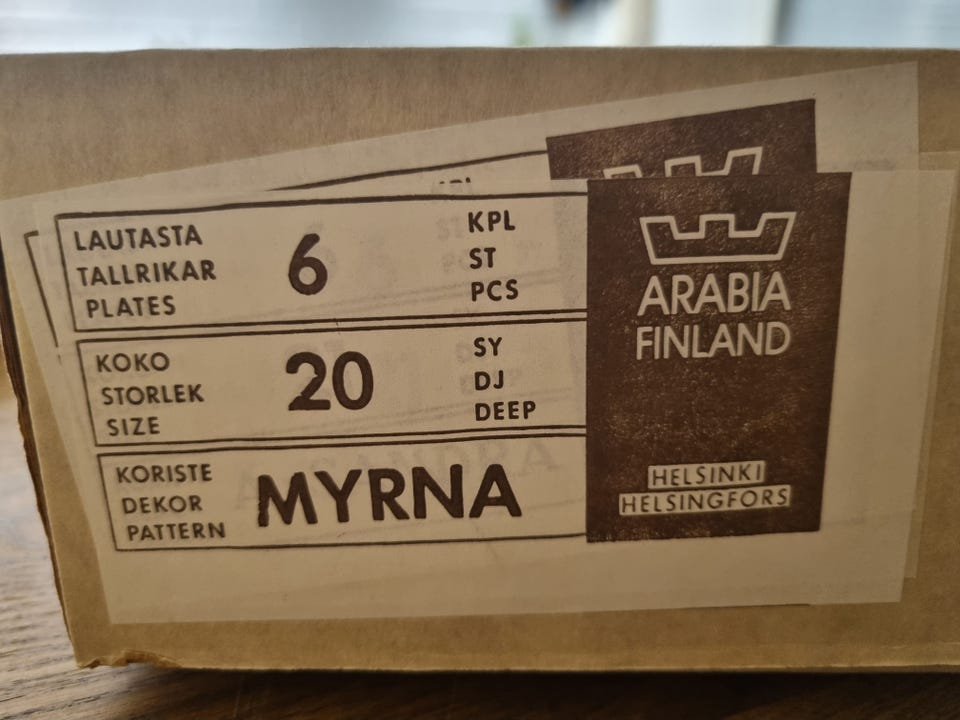 LAUTASTA
TALLRIKAR
PLATES
6
KPL
ST
PCS
KOKO
STORLEK
SIZE
20
SY
DJ
DEEP
KORISTE
DEKOR
PATTERN
MYRNA
ARABIA
FINLAND
HELSINKI
HELSINGFORS